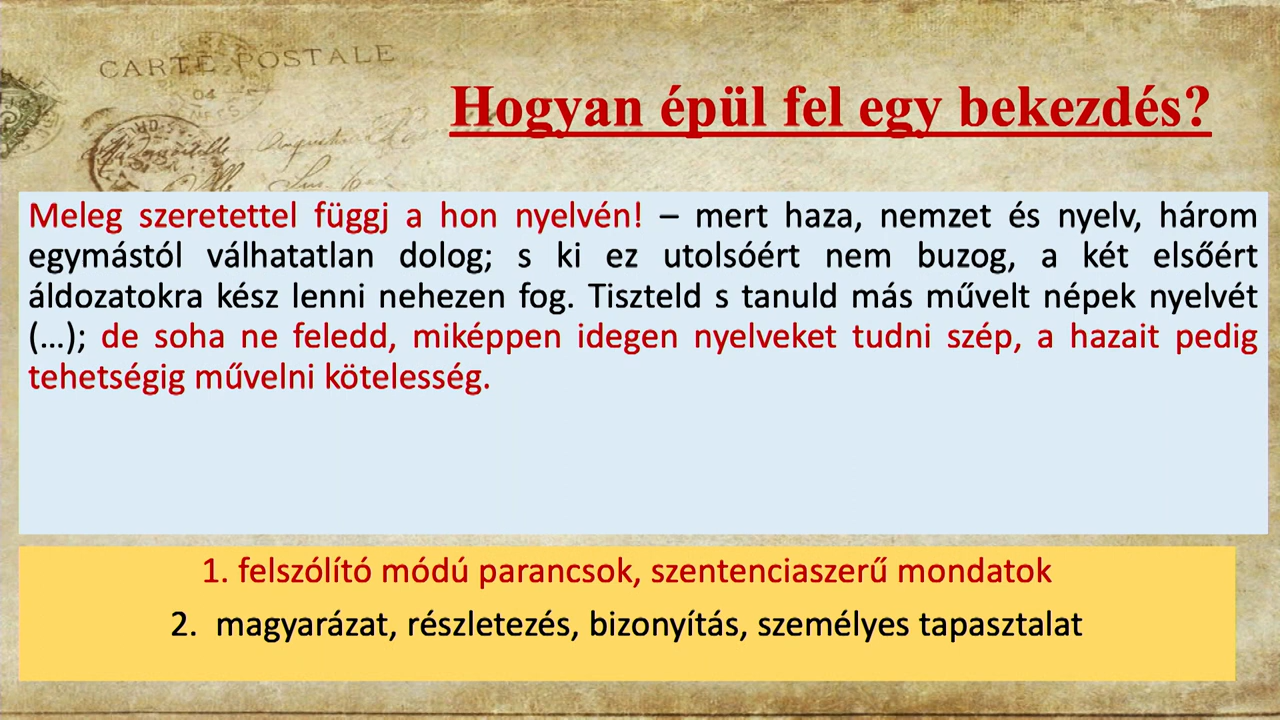 CARTE POSTALE
04
Hogyan épül fel egy bekezdés?
Meleg szeretettel függj a hon nyelvén! – mert haza, nemzet és nyelv, három
egymástól válhatatlan dolog; s ki ez utolsóért nem buzog, a két elsőért
áldozatokra kész lenni nehezen fog. Tiszteld s tanuld más művelt népek nyelvét
(...); de soha ne feledd, miképpen idegen nyelveket tudni szép, a hazait pedig
tehetségig művelni kötelesség.
1. felszólító módú parancsok, szentenciaszerű mondatok
2. magyarázat, részletezés, bizonyítás, személyes tapasztalat